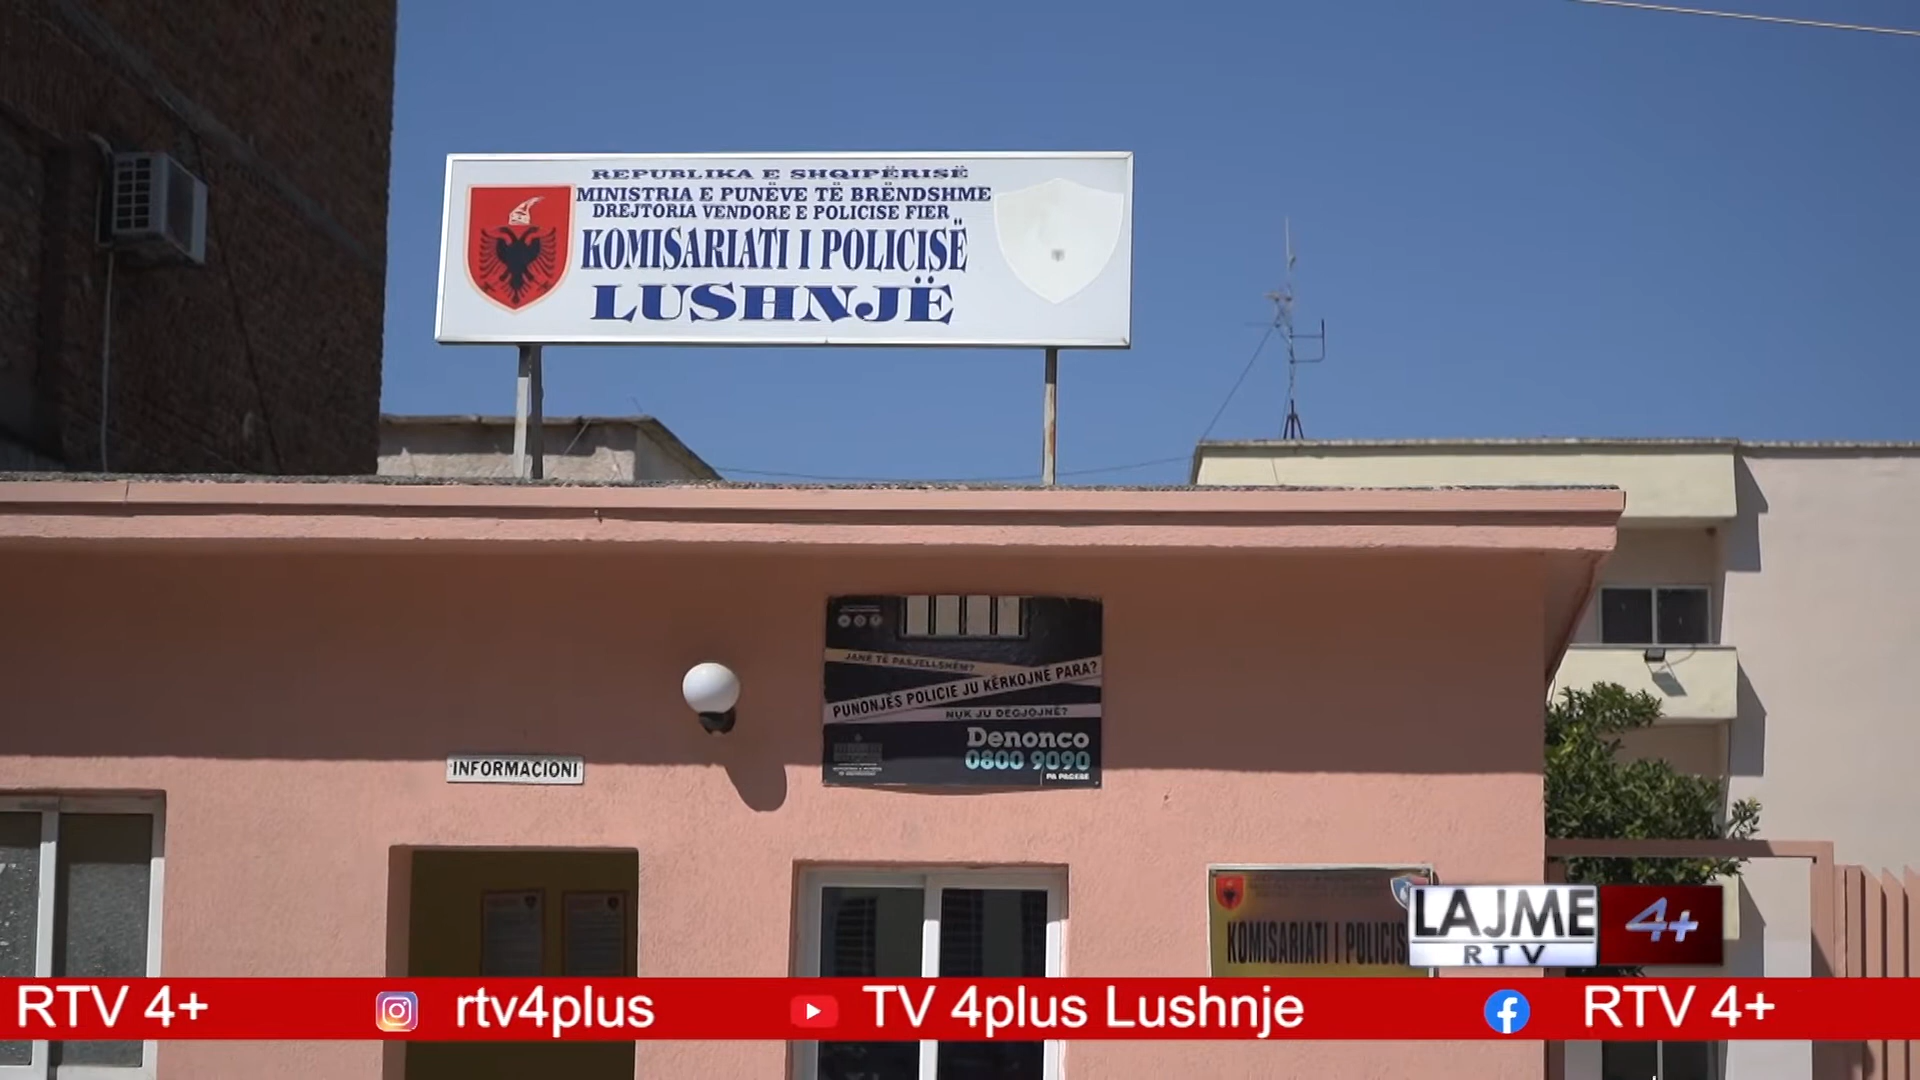 REPUBLIKA E SHQIPËRISË
MINISTRIA E PUNËVE TË BRËNDSHME
DREJTORIA VENDORE E POLICISE FIER
KOMISARIATI I POLICISË
LUSHNJË
JANË TË PASJELLSHËM?
PUNONJËS POLICIE JU KËRKOJNË PARA?
NUK JU DËGJOJNË?
Denonco
0800 9090
PA PAGESË
INFORMACIONI
KOMISARIATI I POLICIS
LAJME
RTV
4+
RTV 4+ rtv4plus TV 4plus Lushnje RTV 4+